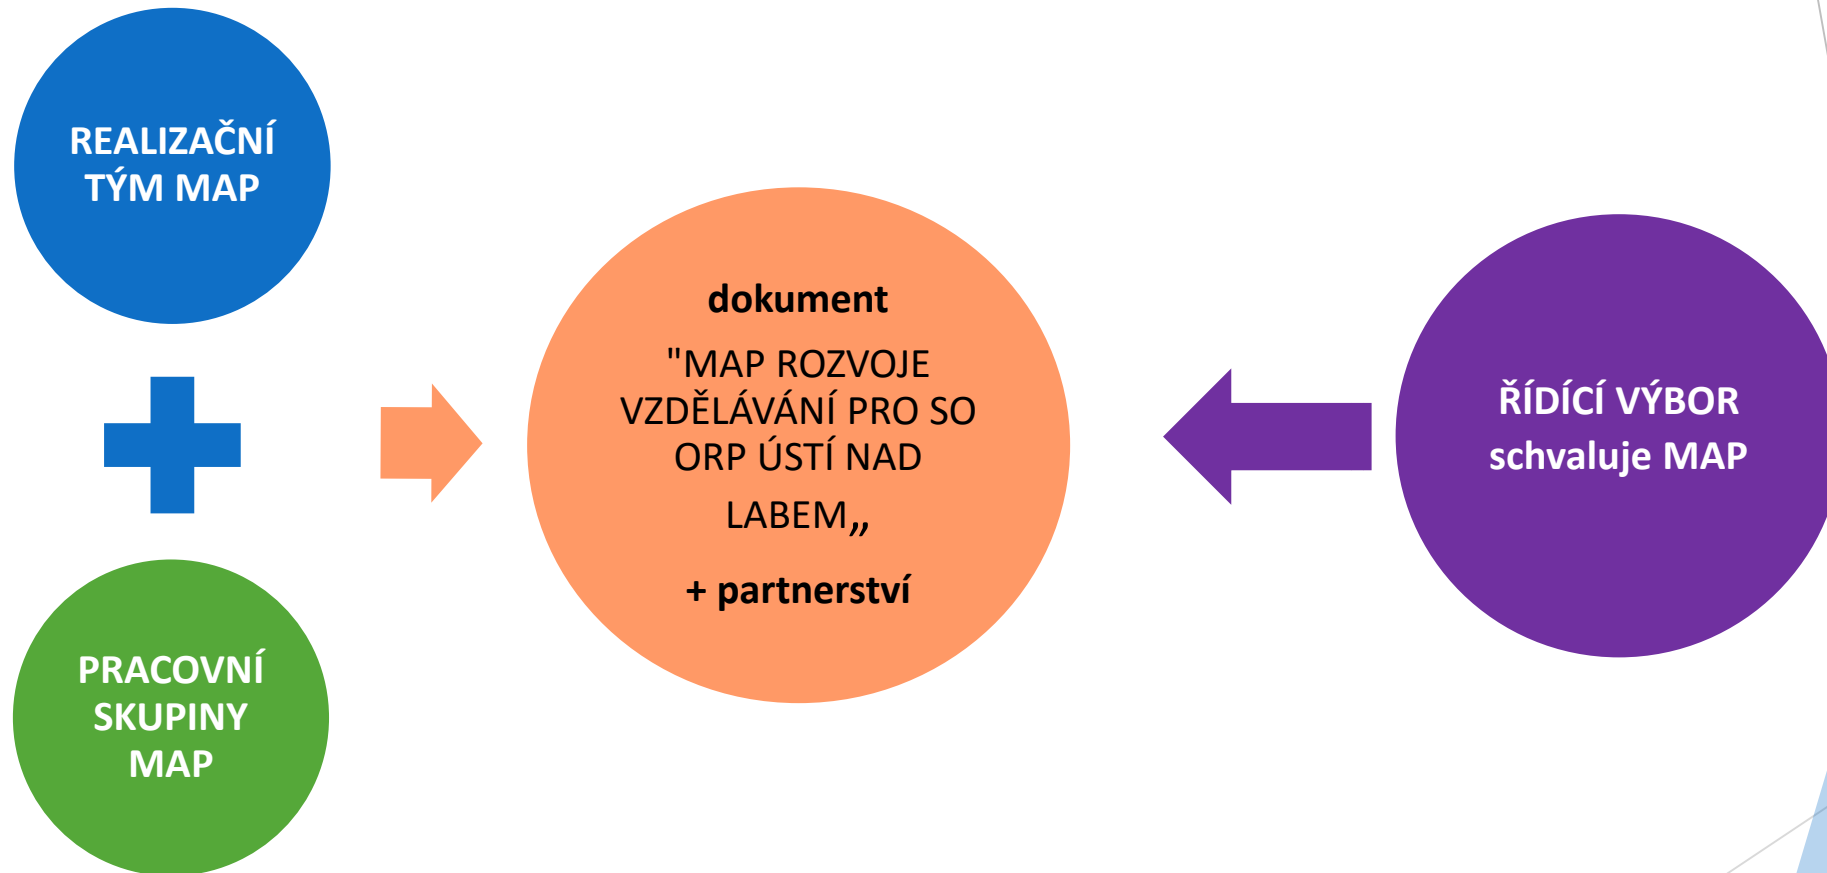 REALIZAČNÍ
TÝM MAP
PRACOVNÍ
SKUPINY
MAP
dokument
"MAP ROZVOJE
VZDĚLÁVÁNÍ PRO SO
ORP ÚSTÍ NAD
LABEM„
+ partnerství
ŘÍDÍCÍ VÝBOR
schvaluje MAP